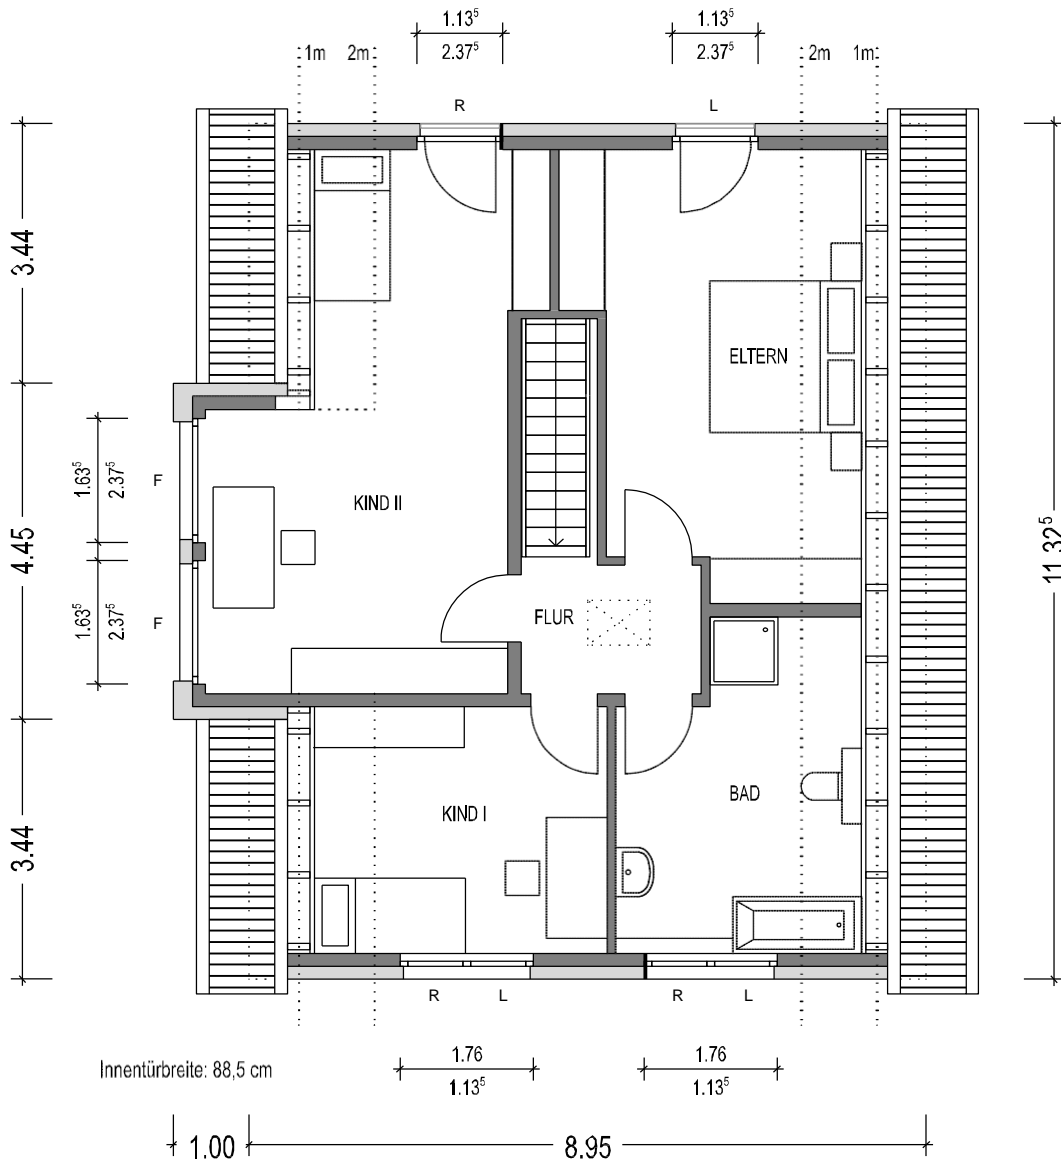 1.13⁵
1.13⁵
1m
2m
2.37⁵
2.37⁵
2m
1m
R
L
3.44
ELTERN
1.63⁵
2.37⁵
F
KIND II
4.45
11.32⁵
1.63⁵
2.37⁵
F
FLUR
BAD
KIND I
3.44
R
L
R
L
1.76
1.76
Innentürbreite: 88,5 cm
1.13⁵
1.13⁵
1.00
8.95